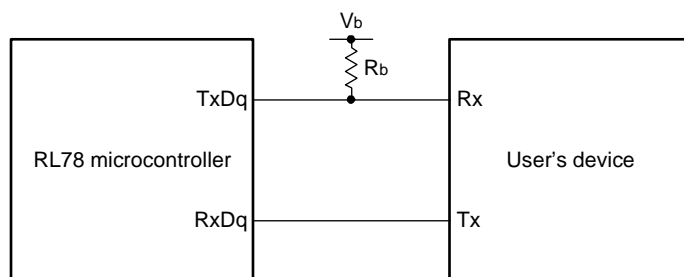 Vb
Rb
TxDq
Rx
RL78 microcontroller
User's device
RxDq
Tx